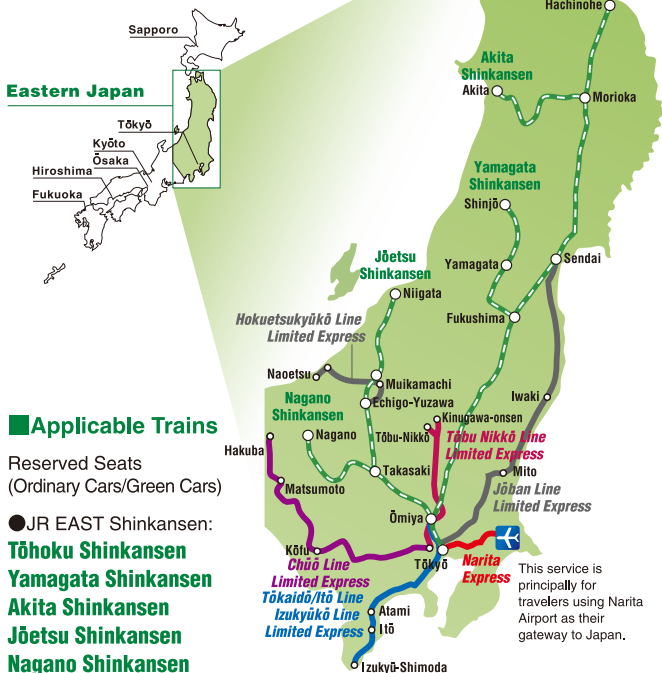 Hachinohe
Sapporo
Akita
Shinkansen
Akita
Eastern Japan
Morioka
Tōkyō
Kyōto
Ōsaka
Hiroshima
Fukuoka
Yamagata
Shinkansen
Shinjō
Jōetsu
Shinkansen
Yamagata
Sendai
Niigata
Fukushima
Hokuetsukyūkō Line
Limited Express
Naoetsu
Muikamachi
Nagano
Shinkansen
Echigo-Yuzawa
Iwaki
Kinugawa-onsen
■Applicable Trains
Hakuba
Nagano
Tōbu-Nikkō
Tōbu Nikkō Line
Limited Express
Reserved Seats
(Ordinary Cars/Green Cars)
Takasaki
Mito
Matsumoto
Jōban Line
Limited Express
Ōmiya
●JR EAST Shinkansen:
Tōhoku Shinkansen
Yamagata Shinkansen
Akita Shinkansen
Jōetsu Shinkansen
Nagano Shinkansen
Kōfu
Tōkyō
Chūō Line
Limited Express
Narita
Express
This service is
principally for
travelers using Narita
Airport as their
gateway to Japan.
Tōkaidō/Itō Line
Izukyūkō Line
Limited Express
Atami
Itō
Izukyū-Shimoda